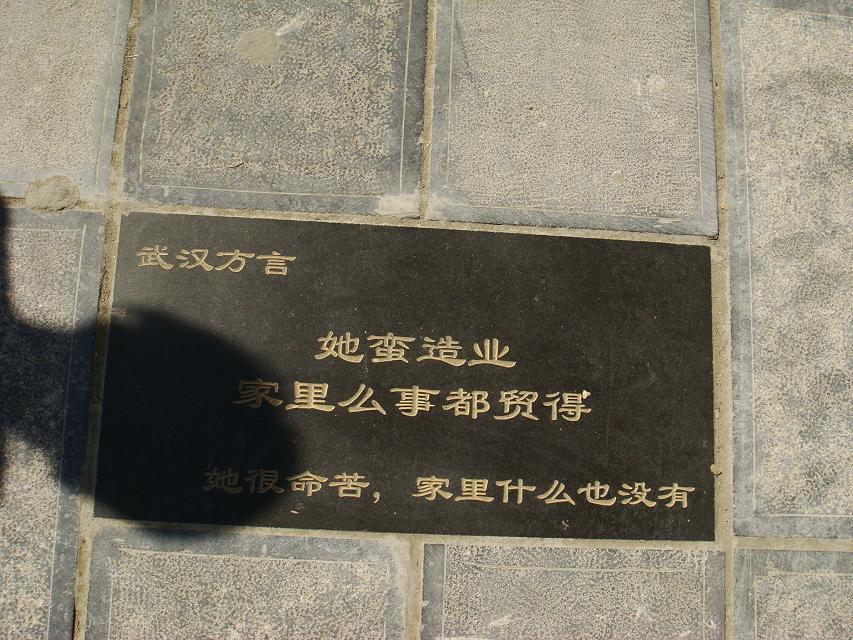 武汉方言
她蛮造业
家里么事都贸得
她很命苦，家里什么也没有